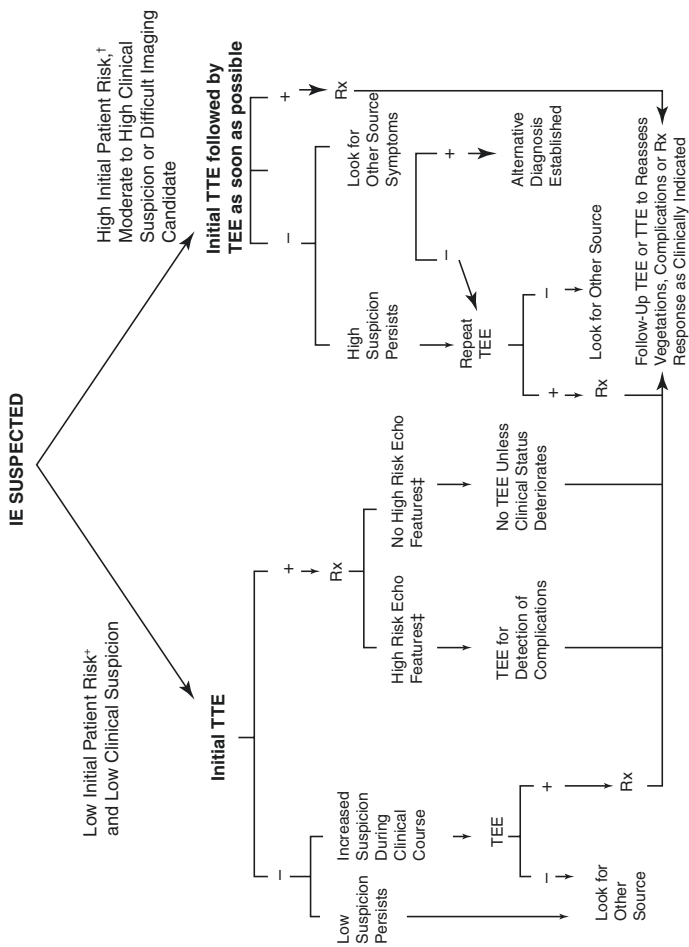 IE SUSPECTED
Low Initial Patient Risk+
and Low Clinical Suspicion
Initial TTE
–
Low
Suspicion
Persists
Increased
Suspicion
During
Clinical
Course
TEE
–
+
Look for
Other
Source
Rx
+
Rx
High Risk Echo
Features‡
No High Risk Echo
Features‡
TEE for
Detection of
Complications
No TEE Unless
Clinical Status
Deteriorates
High Initial Patient Risk,†
Moderate to High Clinical
Suspicion or Difficult Imaging
Candidate
Initial TTE followed by
TEE as soon as possible
–
+
Rx
High
Suspicion
Persists
Look for
Other Source
Symptoms
–
+
Repeat
TEE
Alternative
Diagnosis
Established
+
–
Rx
Look for Other Source
Follow-Up TEE or TTE to Reassess
Vegetations, Complications or Rx
Response as Clinically Indicated